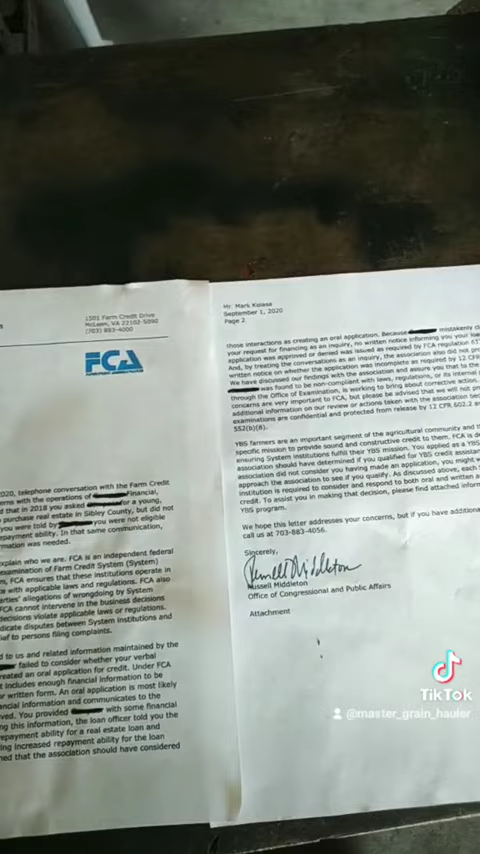 1501 Farm Credit Drive
McLean, VA 22102-5090
(703) 883-4000
FCA
2020, telephone conversation with the Farm Credit
erns with the operations of Financial,
d that in 2018 you asked for a young,
purchase real estate in Sibley County, but did not
you were told by you were not eligible
repayment ability. In that same communication,
rmation was needed.
explain who we are. FCA is an independent federal
examination of Farm Credit System (System)
n, FCA ensures that these institutions operate in
ce with applicable laws and regulations. FCA also
arties' allegations of wrongdoing by System
FCA cannot intervene in the business decisions
decisions violate applicable laws or regulations.
dicate disputes between System Institutions and
ief to persons filing complaints.
d to us and related information maintained by the
failed to consider whether your verbal
reated an oral application for credit. Under FCA
t includes enough financial information to be
r written form. An oral application is most likely
ancial information and communicates to the
ved. You provided with some financial
ng this information, the loan officer told you the
repayment ability for a real estate loan and
ing increased repayment ability for the loan
ned that the association should have considered
Mr. Mark Kolasa
September 1, 2020
Page 2
those interactions as creating an oral application. Because mistakenly
your request for financing as an inquiry, no written notice informing you your
application was approved or denied was issued as required by FCA regulation
And, by treating the conversations as an inquiry, the association also did not
written notice on whether the application was incomplete as required by 12 CFR
We have discussed our findings with the association and assure you that to the
was found to be non-compliant with laws, regulations, or its internal
through the Office of Examination, is working to bring about corrective action.
concerns are very important to FCA, but please be advised that we will not
additional information on our review or actions taken with the association
examinations are confidential and protected from release by 12 CFR 602.2
552(b)(8).
YBS farmers are an important segment of the agricultural community and
specific mission to provide sound and constructive credit to them. FCA is
ensuring System institutions fulfill their YBS mission. You applied as a YBS
association should have determined if you qualified for YBS credit
association did not consider you having made an application, you might
approach the association to see if you qualify. As discussed above, each
institution is required to consider and respond to both oral and written
credit. To assist you in making that decision, please find attached
YBS program.
We hope this letter addresses your concerns, but if you have
call us at 703-883-4056.
Sincerely,
Russell Middleton
Office of Congressional and Public Affairs
Attachment
TikTok
@master_grain_hauler